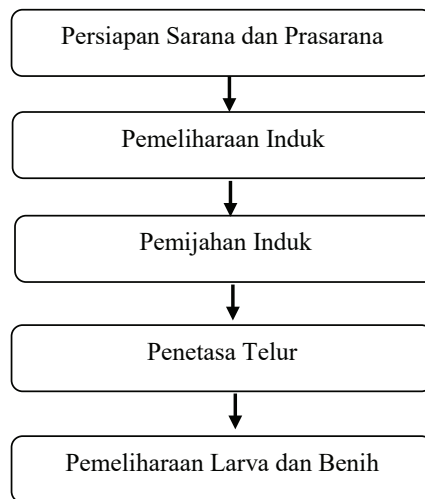 Persiapan Sarana dan Prasarana
Pemeliharaan Induk
Pemijahan Induk
Penetasa Telur
Pemeliharaan Larva dan Benih